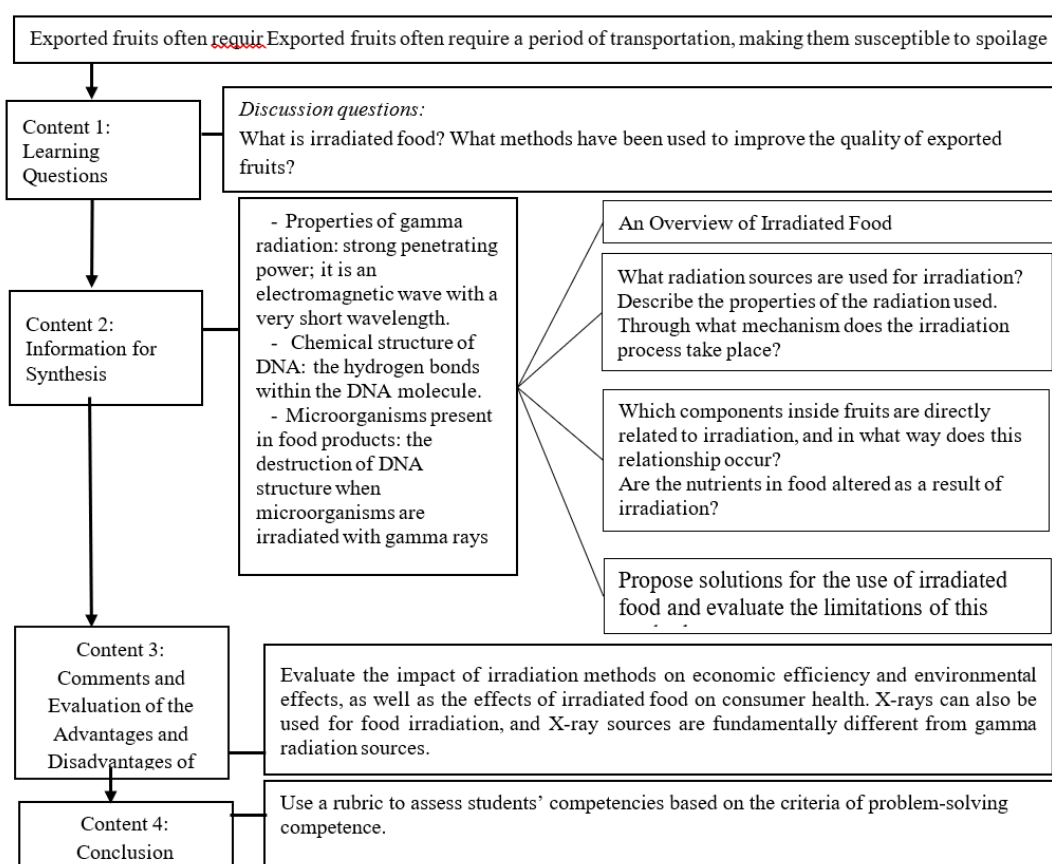 Exported fruits often requir Exported fruits often require a period of transportation, making them susceptible to spoilage
Content 1:
Learning
Questions
Discussion questions:
What is irradiated food? What methods have been used to improve the quality of exported
fruits?
Content 2:
Information for
Synthesis
- Properties of gamma
radiation: strong penetrating
power; it is an
electromagnetic wave with a
very short wavelength.
- Chemical structure of
DNA: the hydrogen bonds
within the DNA molecule.
- Microorganisms present
in food products: the
destruction of DNA
structure when
microorganisms are
irradiated with gamma rays
An Overview of Irradiated Food
What radiation sources are used for irradiation?
Describe the properties of the radiation used.
Through what mechanism does the irradiation
process take place?
Which components inside fruits are directly
related to irradiation, and in what way does this
relationship occur?
Are the nutrients in food altered as a result of
irradiation?
Propose solutions for the use of irradiated
food and evaluate the limitations of this
Content 3:
Comments and
Evaluation of the
Advantages and
Disadvantages of
Evaluate the impact of irradiation methods on economic efficiency and environmental
effects, as well as the effects of irradiated food on consumer health. X-rays can also be
used for food irradiation, and X-ray sources are fundamentally different from gamma
radiation sources.
Content 4:
Conclusion
Use a rubric to assess students’ competencies based on the criteria of problem-solving
competence.